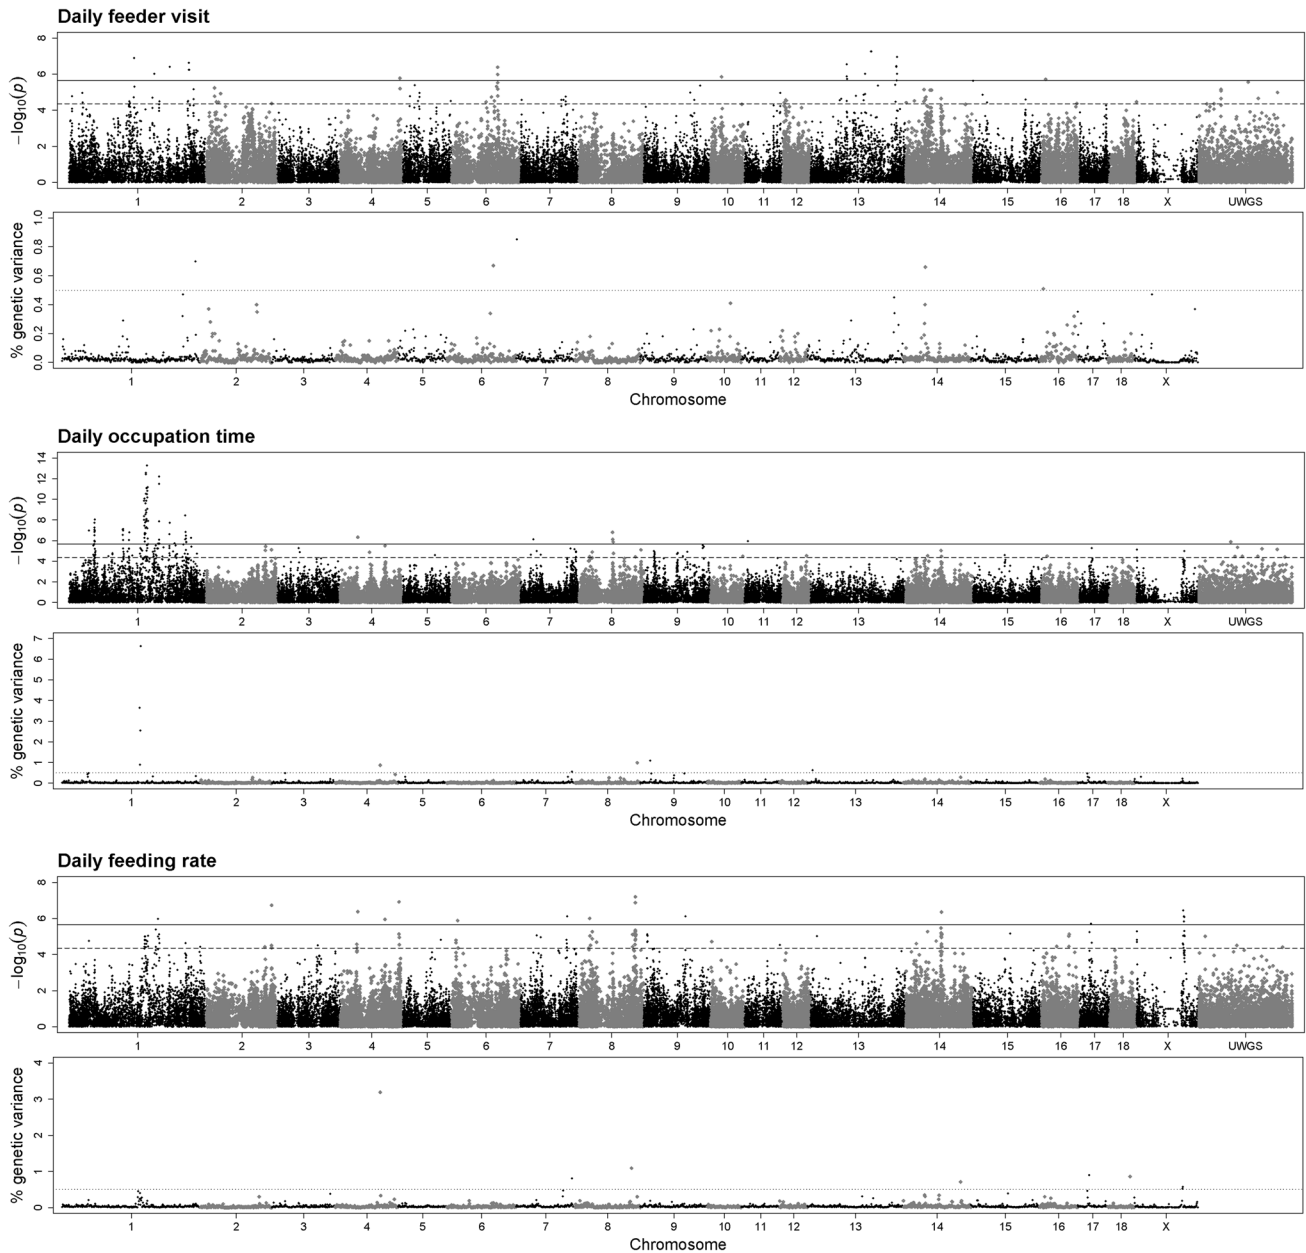 Daily feeder visit
−log10(p)
8
6
4
2
0
1 2 3 4 5 6 7 8 9 10 11 12 13 14 15 16 17 18 X UWGS
% genetic variance
1.0
0.8
0.6
0.4
0.2
0.0
1 2 3 4 5 6 7 8 9 10 11 12 13 14 15 16 17 18 X
Chromosome
Daily occupation time
−log10(p)
14
12
10
8
6
4
2
0
1 2 3 4 5 6 7 8 9 10 11 12 13 14 15 16 17 18 X UWGS
% genetic variance
7
6
5
4
3
2
1
0
1 2 3 4 5 6 7 8 9 10 11 12 13 14 15 16 17 18 X
Chromosome
Daily feeding rate
−log10(p)
8
6
4
2
0
1 2 3 4 5 6 7 8 9 10 11 12 13 14 15 16 17 18 X UWGS
% genetic variance
4
3
2
1
0
1 2 3 4 5 6 7 8 9 10 11 12 13 14 15 16 17 18 X
Chromosome